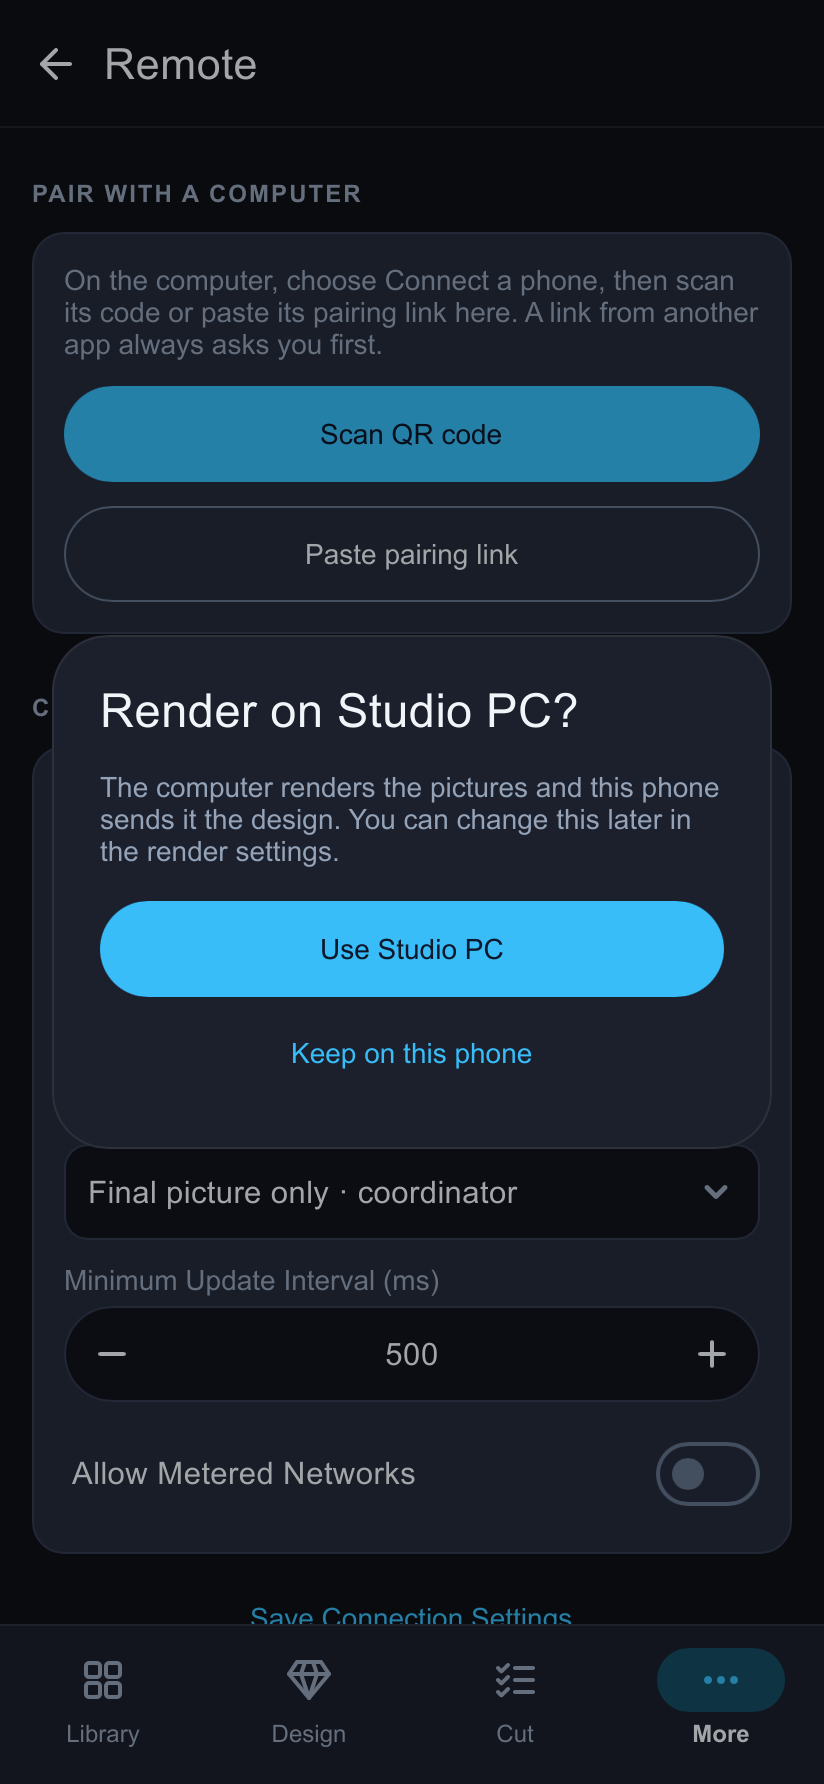 Remote
PAIR WITH A COMPUTER
On the computer, choose Connect a phone, then scan
its code or paste its pairing link here. A link from another
app always asks you first.
Scan QR code
Paste pairing link
Render on Studio PC?
The computer renders the pictures and this phone
sends it the design. You can change this later in
the render settings.
Use Studio PC
Keep on this phone
Final picture only · coordinator
Minimum Update Interval (ms)
500
Allow Metered Networks
Save Connection Settings
Library
Design
Cut
More